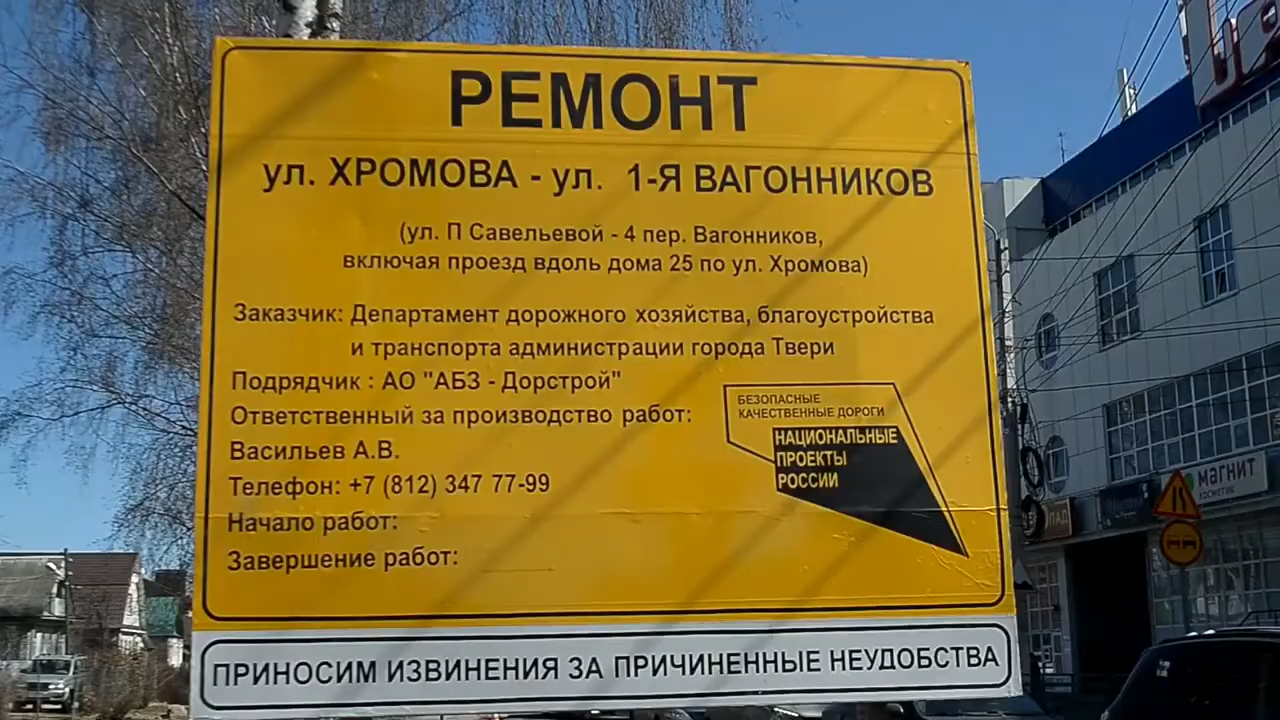 РЕМОНТ
ул. ХРОМОВА - ул. 1-Я ВАГОННИКОВ
(ул. П Савельевой - 4 пер. Вагонников,
включая проезд вдоль дома 25 по ул. Хромова)
Заказчик: Департамент дорожного хозяйства, благоустройства
и транспорта администрации города Твери
Подрядчик : АО "АБЗ - Дорстрой"
Ответственный за производство работ:
Васильев А.В.
Телефон: +7 (812) 347 77-99
Начало работ:
Завершение работ:
БЕЗОПАСНЫЕ
КАЧЕСТВЕННЫЕ ДОРОГИ
НАЦИОНАЛЬНЫЕ
ПРОЕКТЫ
РОССИИ
ПРИНОСИМ ИЗВИНЕНИЯ ЗА ПРИЧИНЕННЫЕ НЕУДОБСТВА
МАГНИТ
КОСМЕТИК